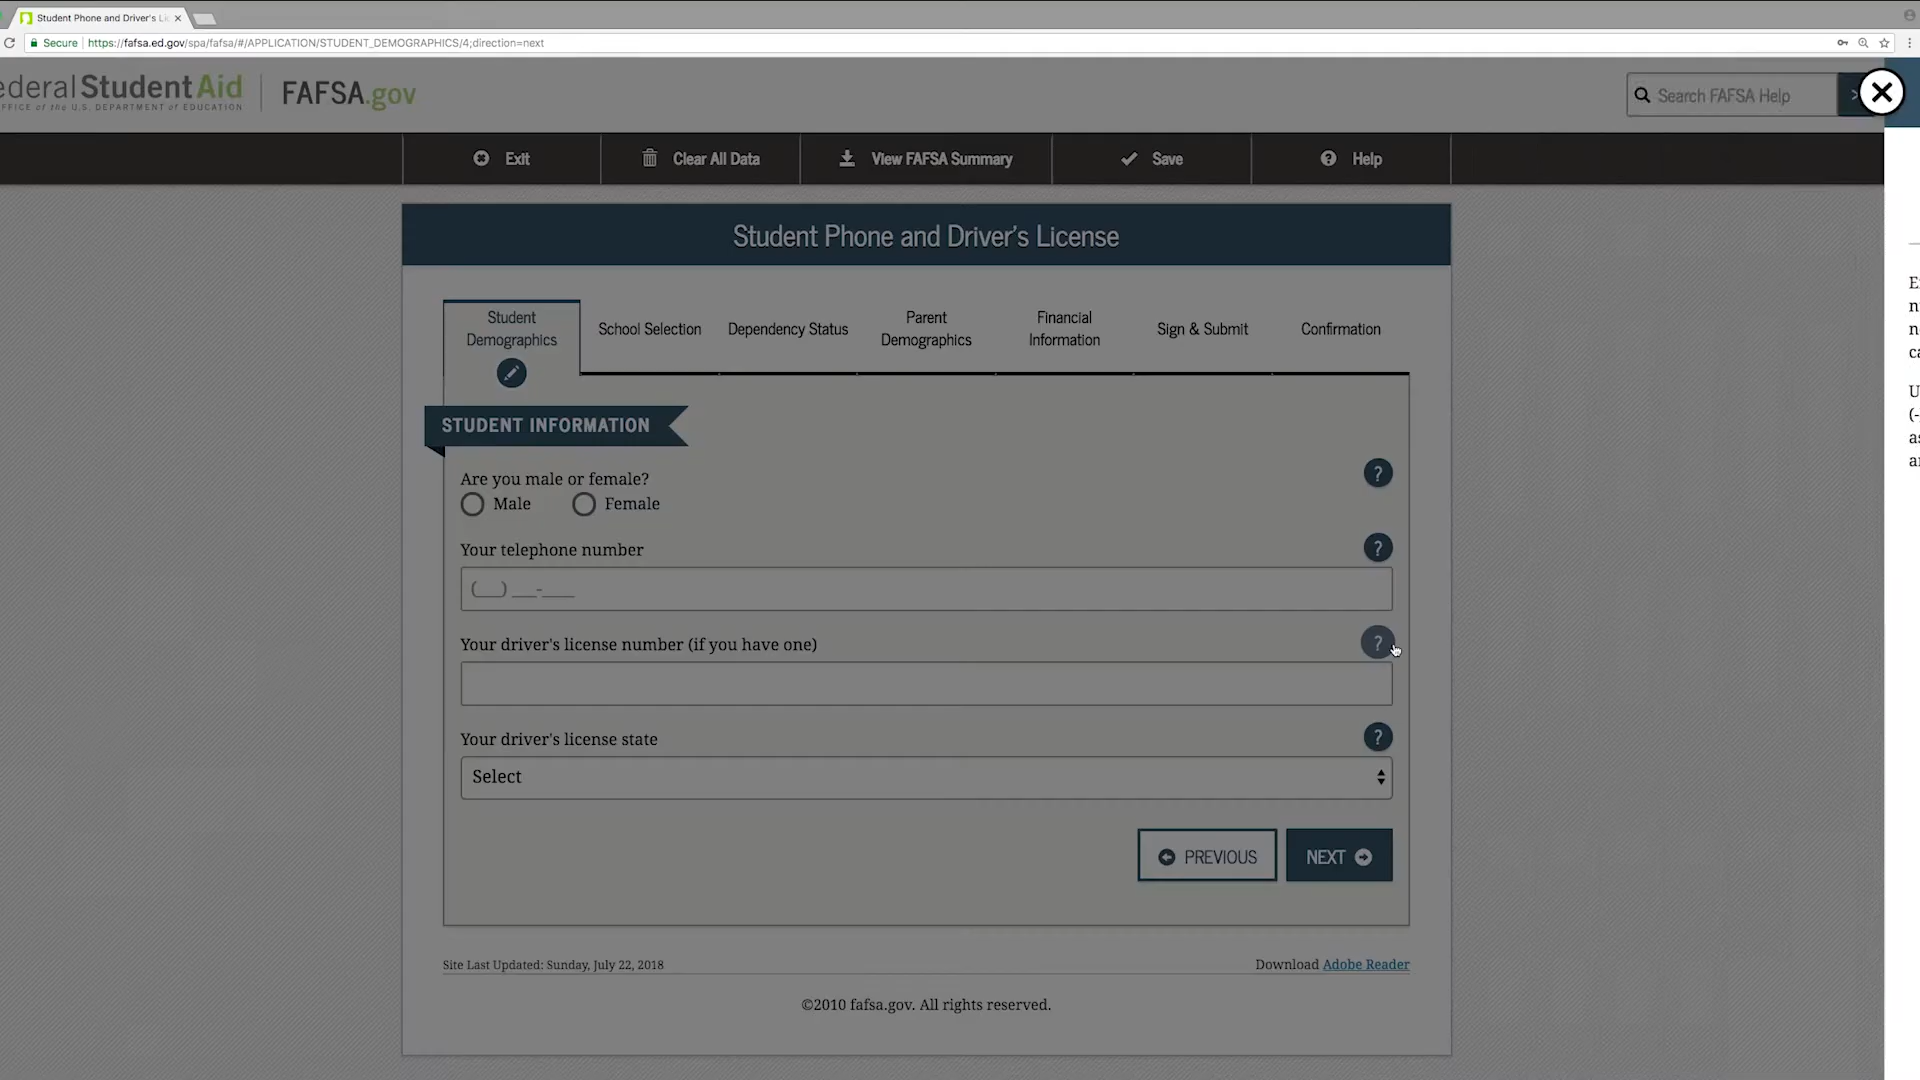 Student Phone and Driver's Li
Secure https://fafsa.ed.gov/spa/fafsa/#/APPLICATION/STUDENT_DEMOGRAPHICS/4;direction=next
ederal StudentAid FAFSA.gov
FFICE of the U.S. DEPARTMENT of EDUCATION
Search FAFSA Help
Exit Clear All Data View FAFSA Summary Save Help
Student Phone and Driver's License
Student Demographics
School Selection
Dependency Status
Parent Demographics
Financial Information
Sign & Submit
Confirmation
STUDENT INFORMATION
Are you male or female? ?
Male Female
Your telephone number ?
(___) ___-____
Your driver's license number (if you have one) ?
Your driver's license state ?
Select
PREVIOUS NEXT
Site Last Updated: Sunday, July 22, 2018 Download Adobe Reader
©2010 fafsa.gov. All rights reserved.